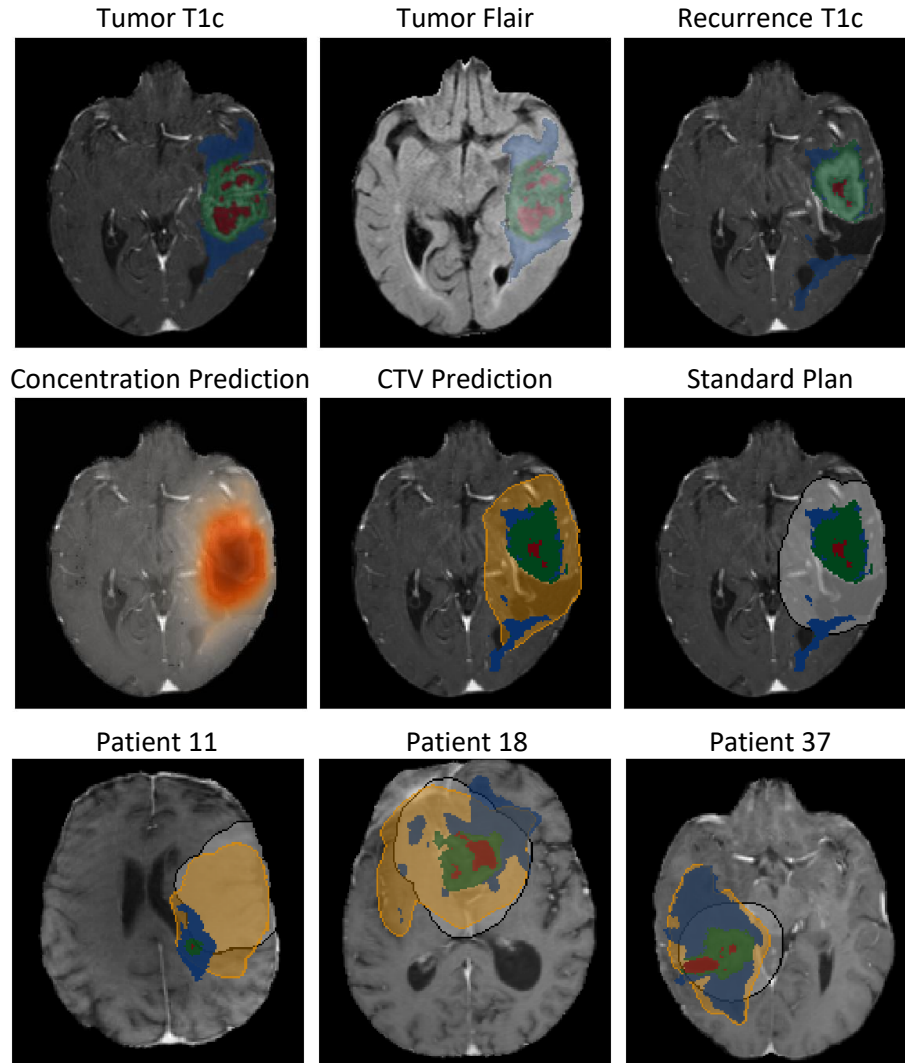 Tumor T1c
Tumor Flair
Recurrence T1c
Concentration Prediction
CTV Prediction
Standard Plan
Patient 11
Patient 18
Patient 37